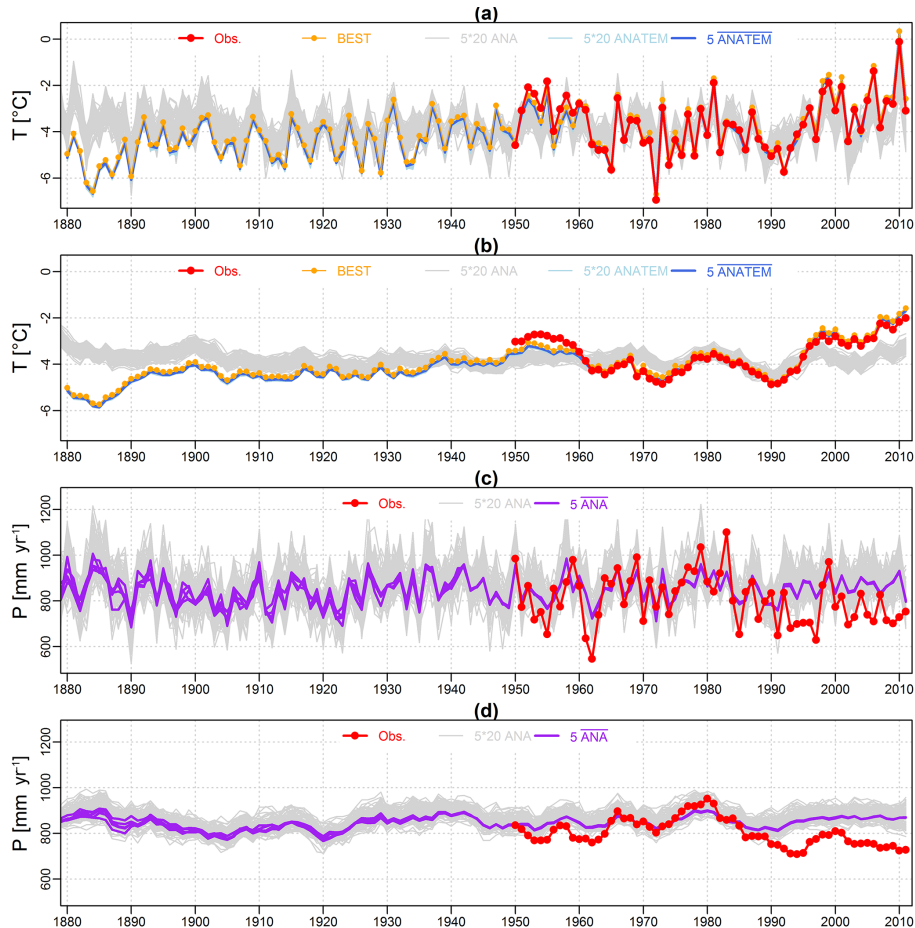 (a)
Obs. BEST 5*20 ANA 5*20 ANATEM 5 ANATEM
T [°C]
0
-2
-4
-6
1880 1890 1900 1910 1920 1930 1940 1950 1960 1970 1980 1990 2000 2010
(b)
Obs. BEST 5*20 ANA 5*20 ANATEM 5 ANATEM
T [°C]
0
-2
-4
-6
1880 1890 1900 1910 1920 1930 1940 1950 1960 1970 1980 1990 2000 2010
(c)
Obs. 5*20 ANA 5 ANA
P [mm yr⁻¹]
1200
1000
800
600
1880 1890 1900 1910 1920 1930 1940 1950 1960 1970 1980 1990 2000 2010
(d)
Obs. 5*20 ANA 5 ANA
P [mm yr⁻¹]
1200
1000
800
600
1880 1890 1900 1910 1920 1930 1940 1950 1960 1970 1980 1990 2000 2010